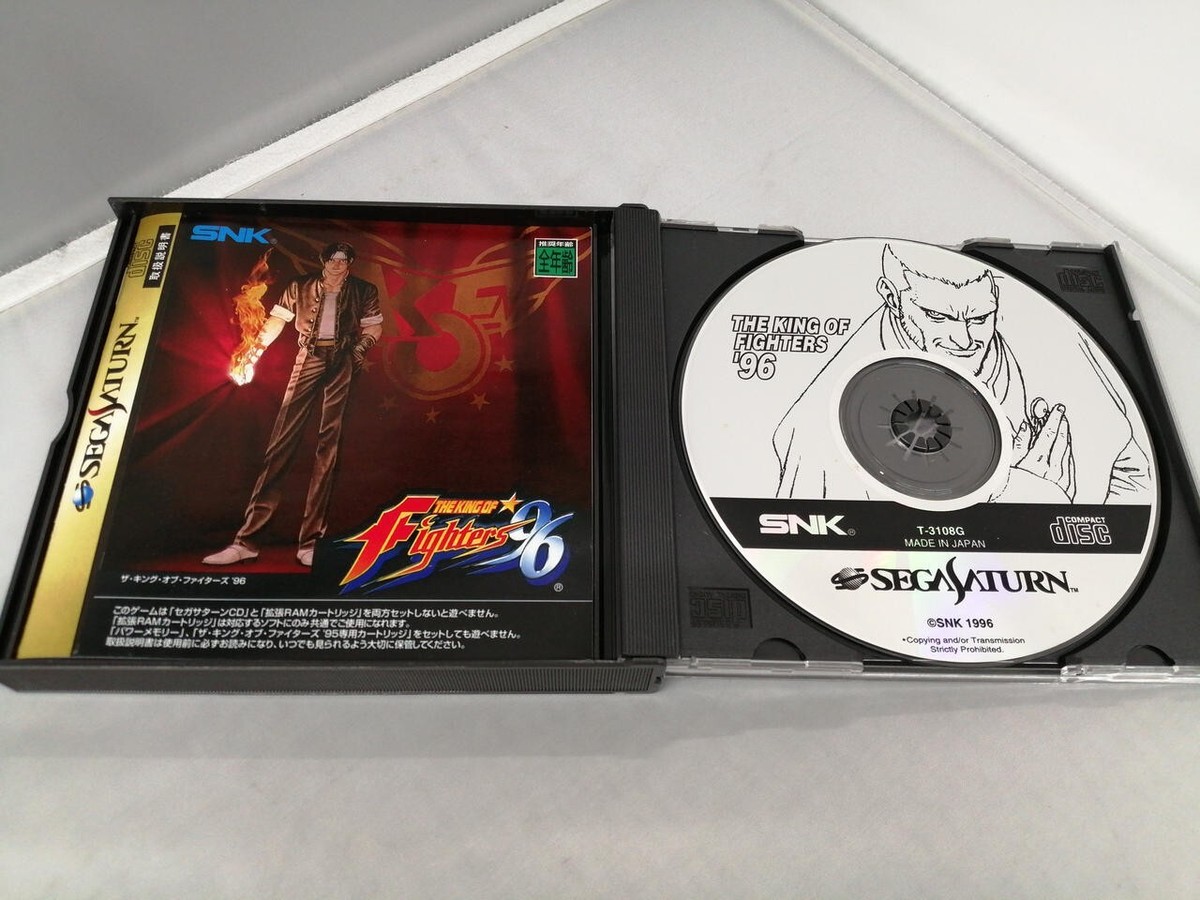 disc
取扱説明書
SEGA SATURN™
SNK
推奨年齢
全年齢
THE KING OF
Fighters '96
®
ザ・キング・オブ・ファイターズ '96
このゲームは「セガサターンCD」と「拡張RAMカートリッジ」を両方セットしないと遊べません。
「拡張RAMカートリッジ」は対応するソフトにのみ共通でご使用になれます。
「パワーメモリー」、「ザ・キング・オブ・ファイターズ '95専用カートリッジ」をセットしても遊べません。
取扱説明書は使用前に必ずお読みになり、いつでも見られるよう大切に保管してください。
THE KING OF
FIGHTERS
'96
SNK®
T-3108G
MADE IN JAPAN
COMPACT
disc
SEGA SATURN™
©SNK 1996
•Copying and/or Transmission
Strictly Prohibited.
disc
disc